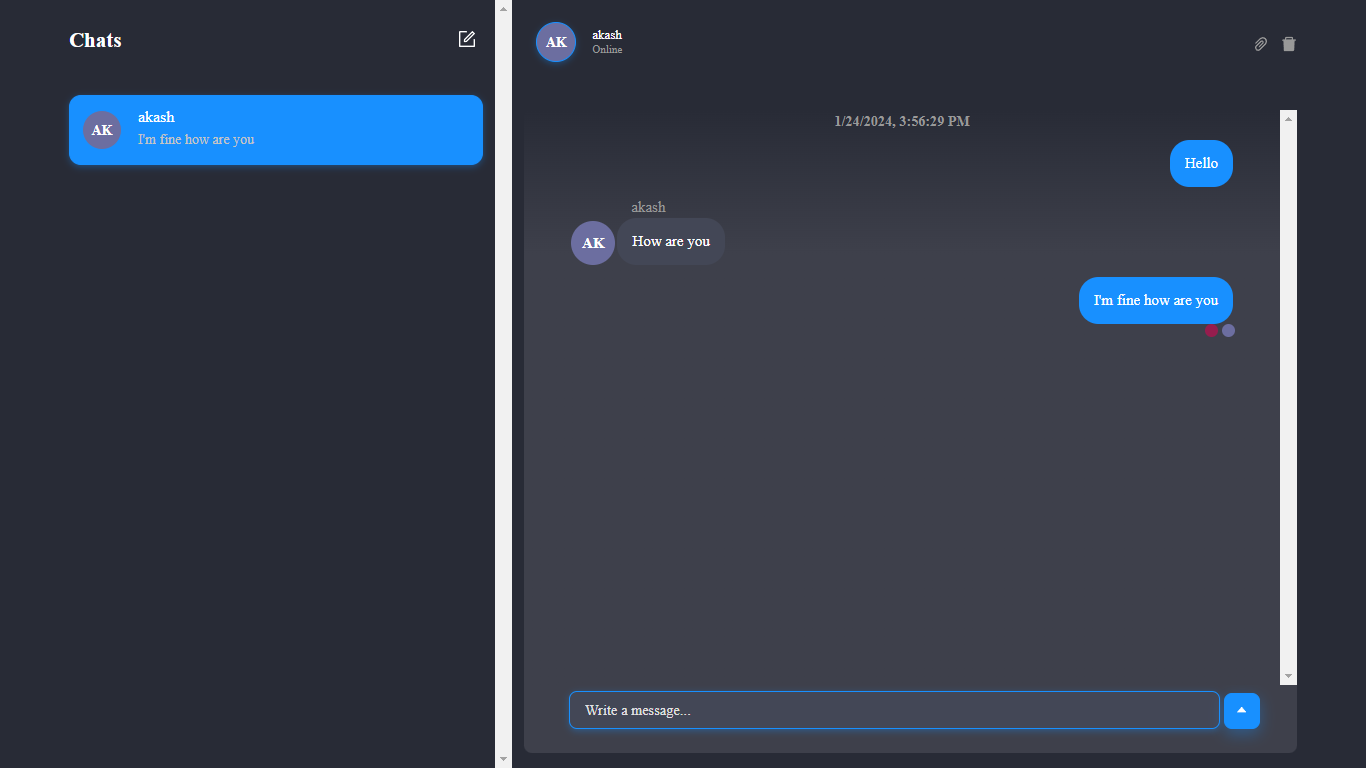 Chats
AK
akash
I'm fine how are you
AK
akash
Online
1/24/2024, 3:56:29 PM
Hello
akash
AK
How are you
I'm fine how are you
Write a message...